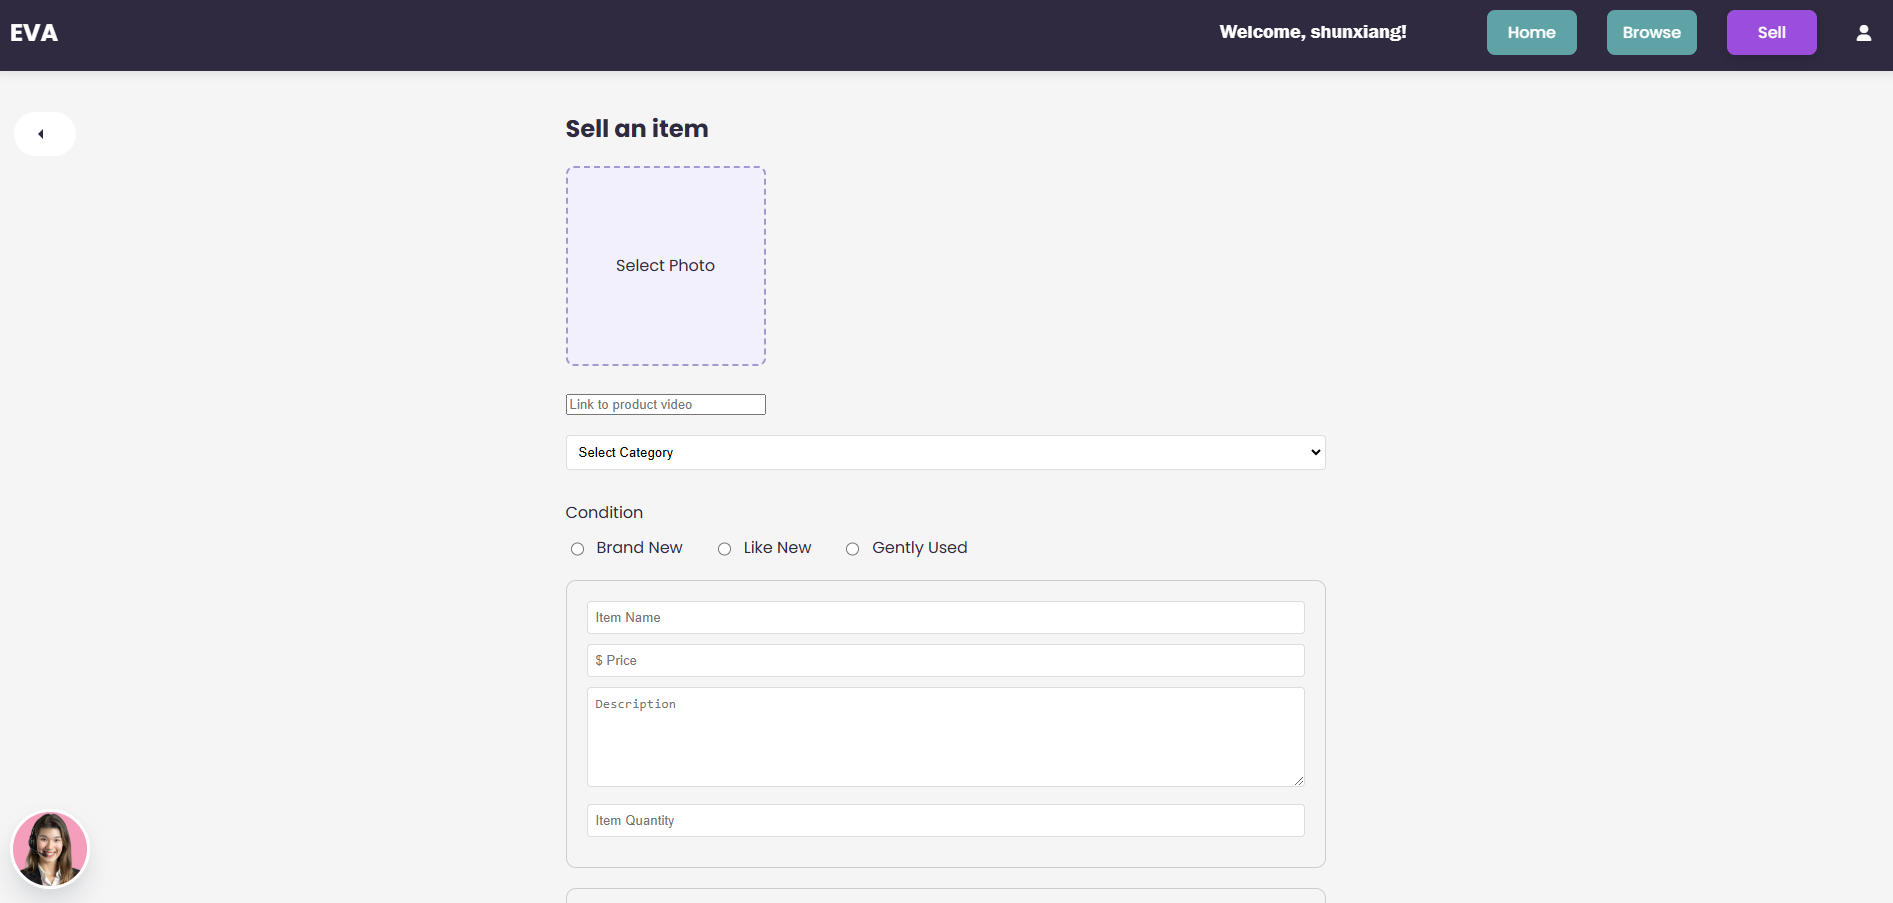 EVA
Welcome, shunxiang!
Home
Browse
Sell
Sell an item
Select Photo
Link to product video
Select Category
Condition
Brand New
Like New
Gently Used
Item Name
$ Price
Description
Item Quantity